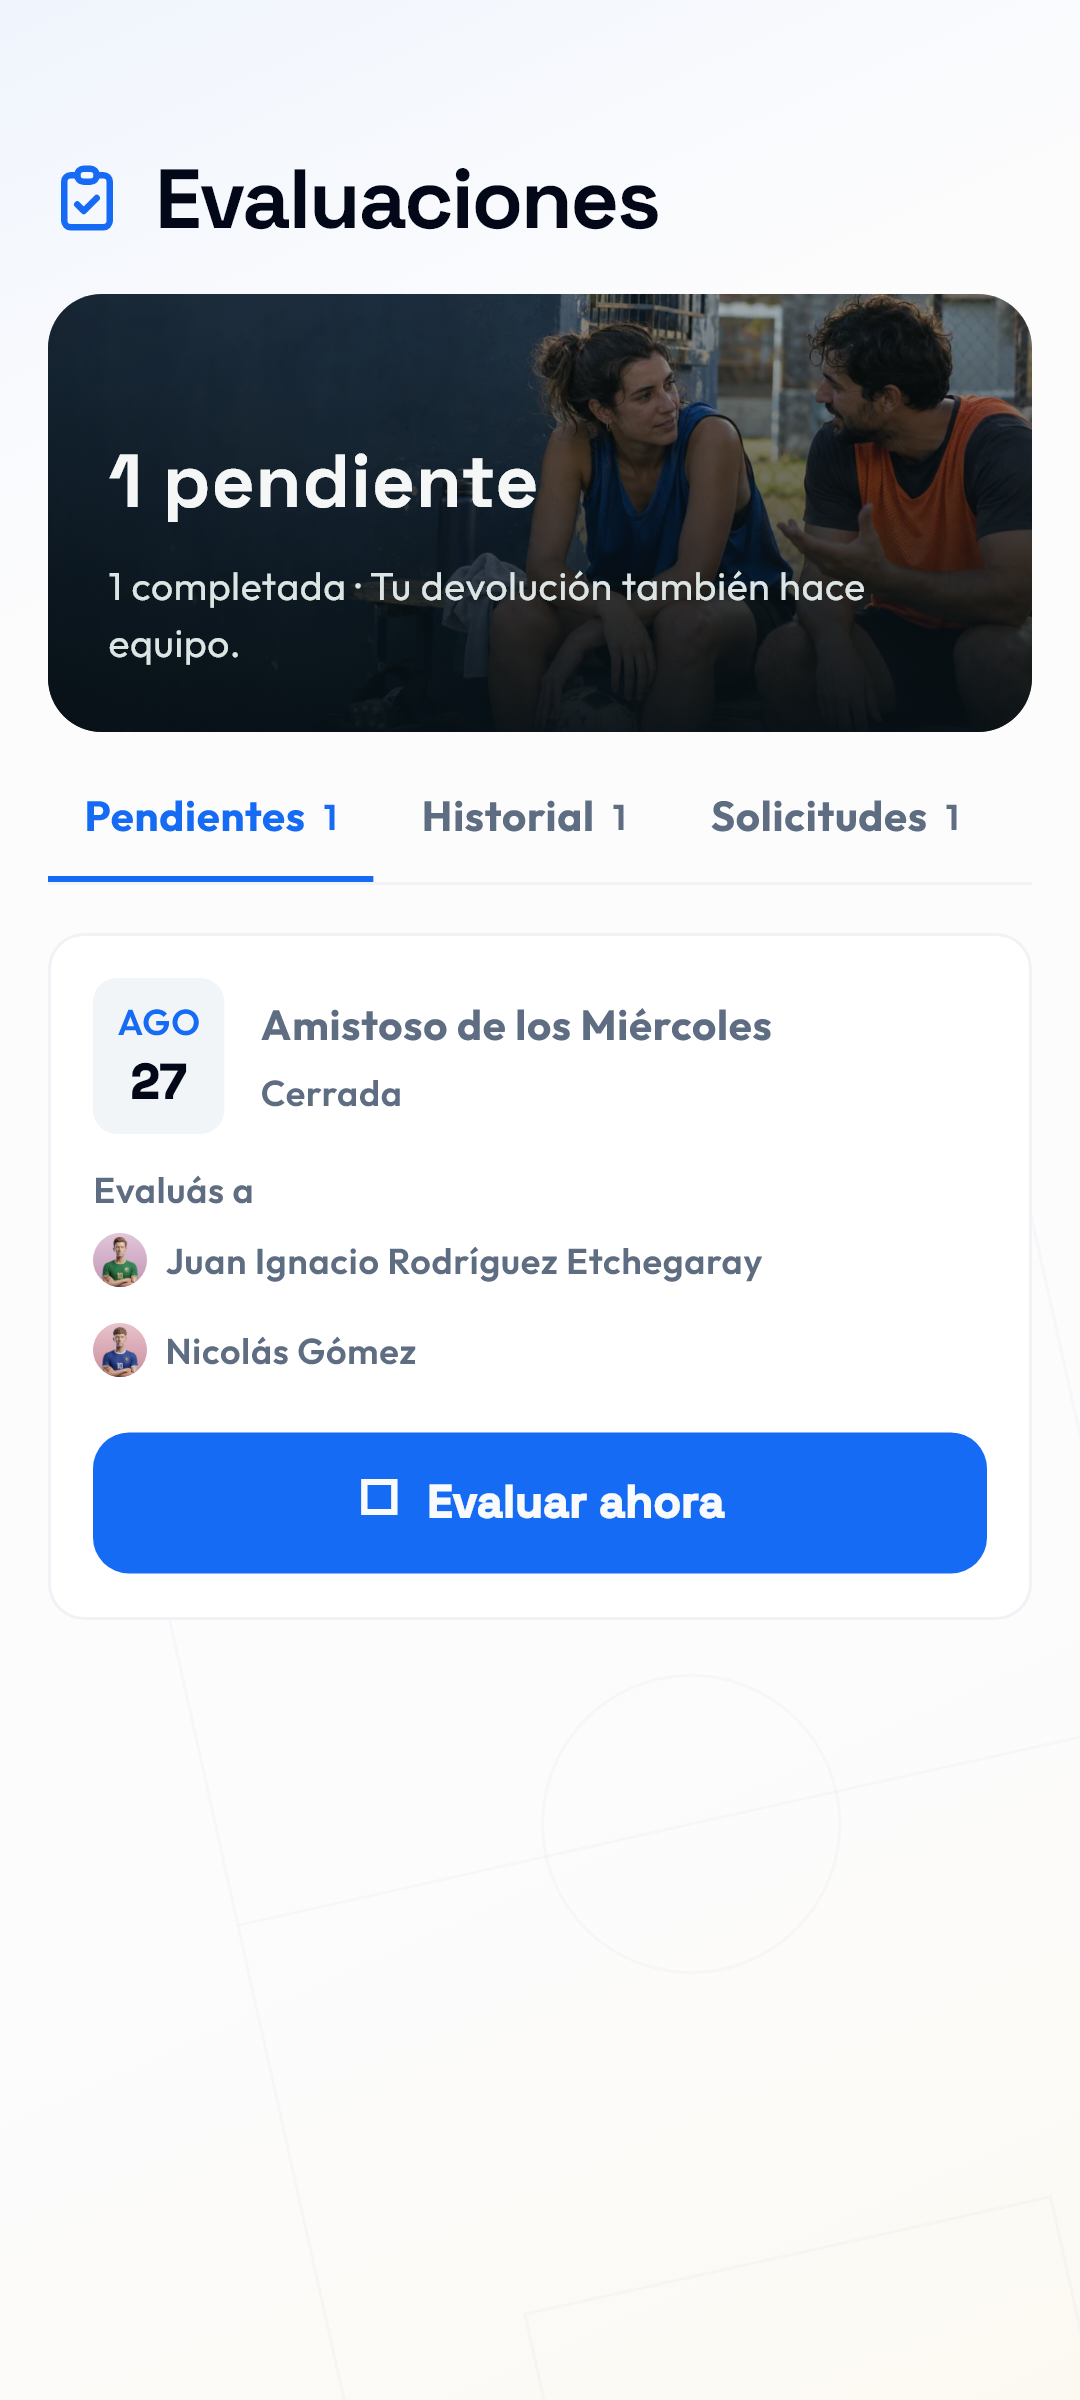 Evaluaciones
1 pendiente
1 completada · Tu devolución también hace
equipo.
Pendientes 1 Historial 1 Solicitudes 1
AGO
27
Amistoso de los Miércoles
Cerrada
Evaluás a
Juan Ignacio Rodríguez Etchegaray
Nicolás Gómez
Evaluar ahora